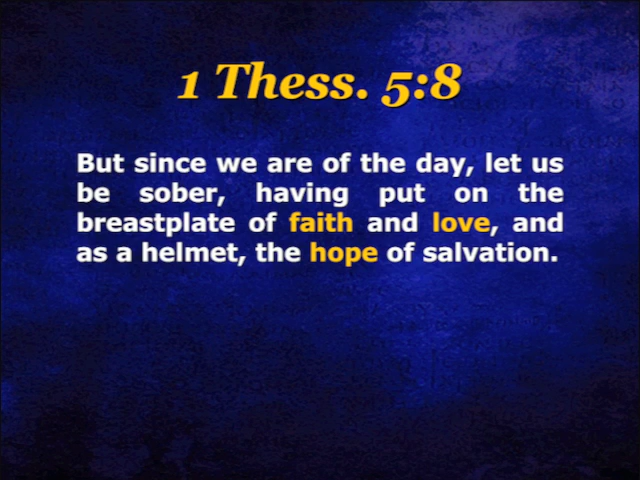 1 Thess. 5:8
But since we are of the day, let us
be sober, having put on the
breastplate of faith and love, and
as a helmet, the hope of salvation.